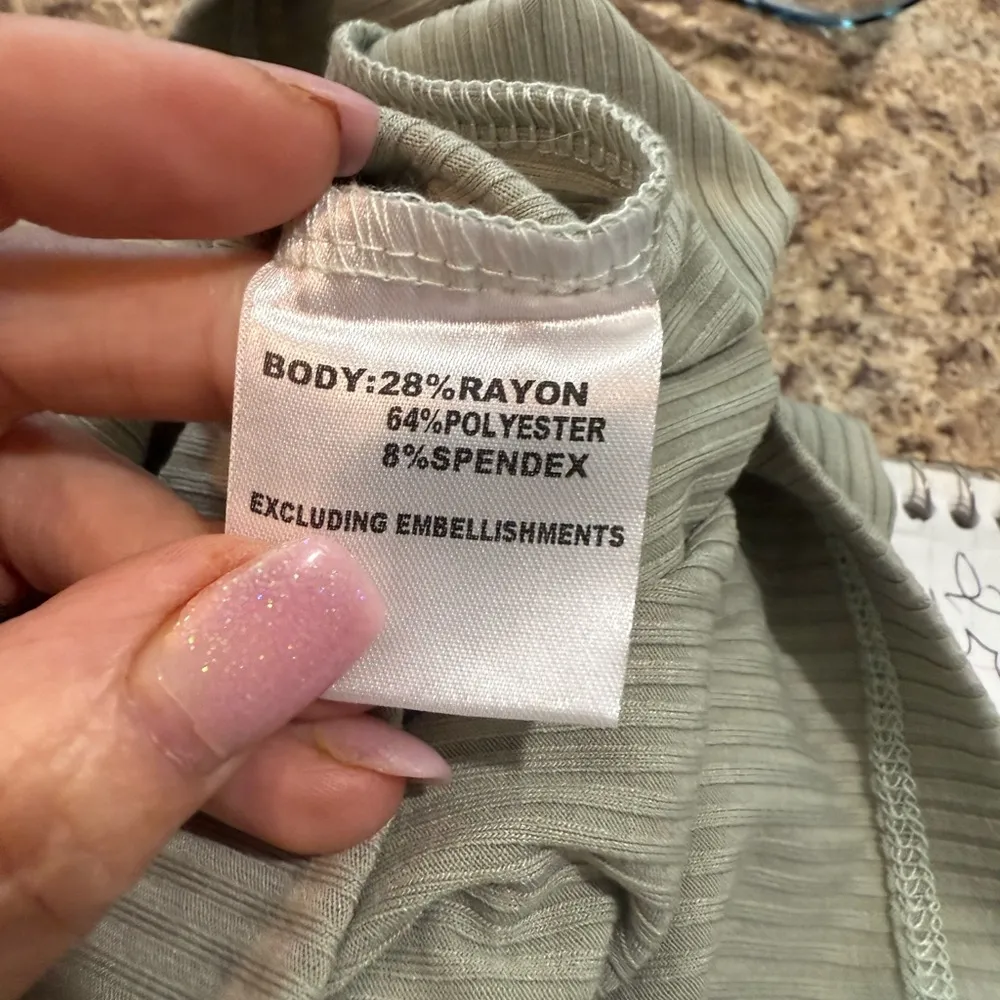 BODY:28%RAYON
64%POLYESTER
8%SPENDEX
EXCLUDING EMBELLISHMENTS